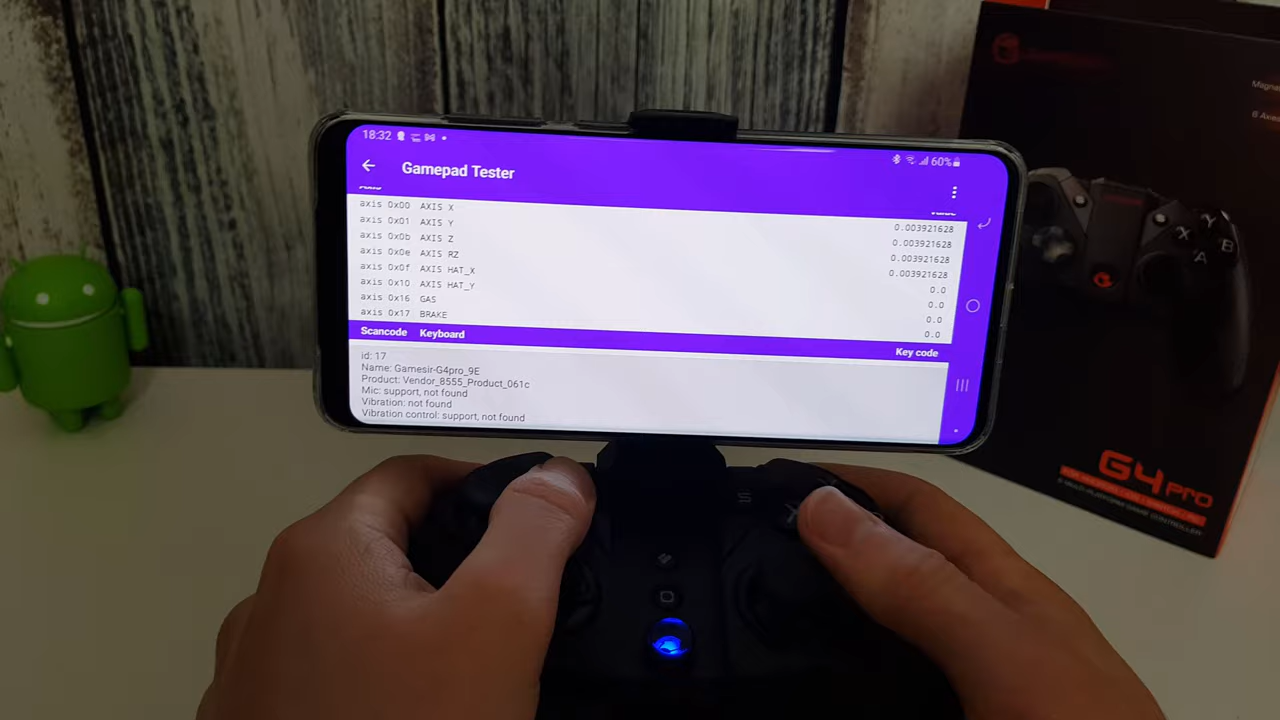 18:32
60%
Gamepad Tester
axis 0x00 AXIS X 0.003921628
axis 0x01 AXIS Y 0.003921628
axis 0x0b AXIS Z 0.003921628
axis 0x0e AXIS RZ 0.003921628
axis 0x0f AXIS HAT_X 0.0
axis 0x10 AXIS HAT_Y 0.0
axis 0x16 GAS 0.0
axis 0x17 BRAKE 0.0
Scancode Keyboard Key code
id: 17
Name: Gamesir-G4pro_9E
Product: Vendor_8555_Product_061c
Mic: support, not found
Vibration: not found
Vibration control: support, not found
6 Axis
Y
X B
A
G4 PRO
S
X